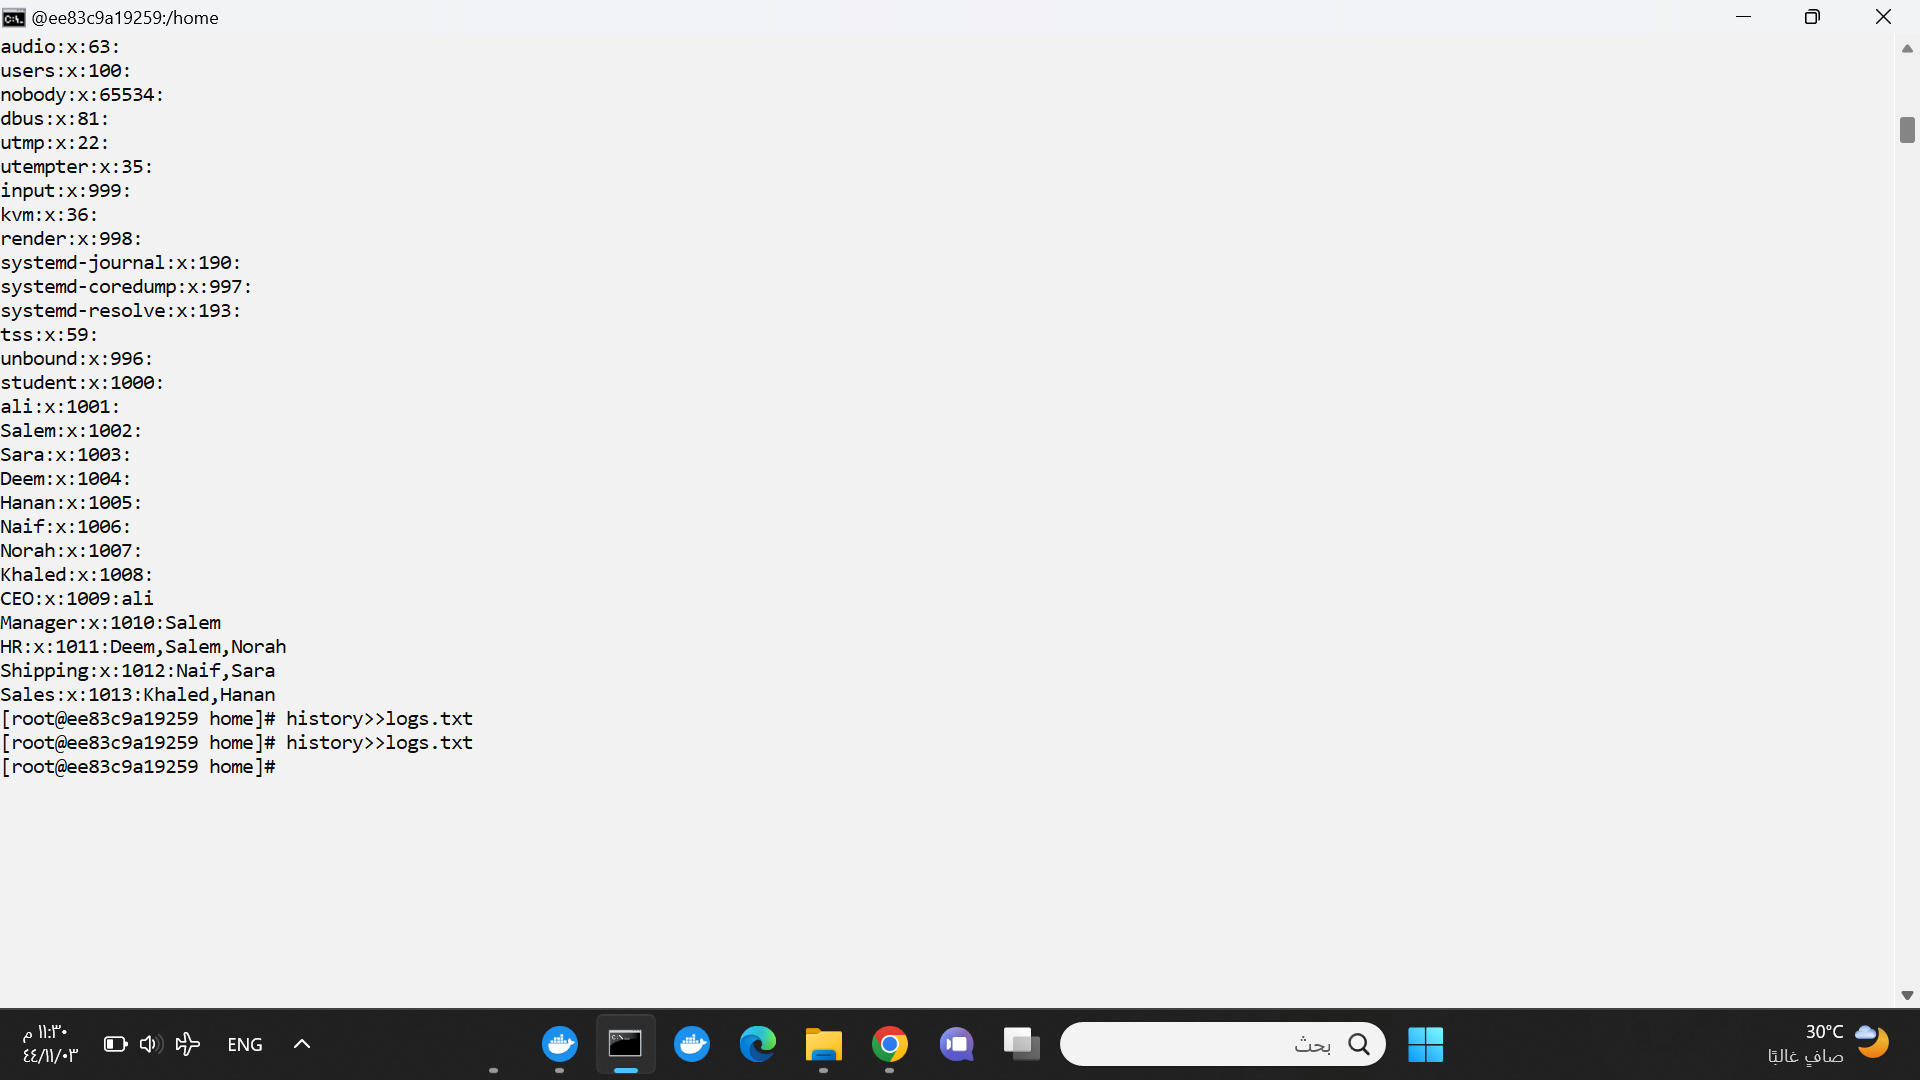 @ee83c9a19259:/home
audio:x:63:
users:x:100:
nobody:x:65534:
dbus:x:81:
utmp:x:22:
utempter:x:35:
input:x:999:
kvm:x:36:
render:x:998:
systemd-journal:x:190:
systemd-coredump:x:997:
systemd-resolve:x:193:
tss:x:59:
unbound:x:996:
student:x:1000:
ali:x:1001:
Salem:x:1002:
Sara:x:1003:
Deem:x:1004:
Hanan:x:1005:
Naif:x:1006:
Norah:x:1007:
Khaled:x:1008:
CEO:x:1009:ali
Manager:x:1010:Salem
HR:x:1011:Deem,Salem,Norah
Shipping:x:1012:Naif,Sara
Sales:x:1013:Khaled,Hanan
[root@ee83c9a19259 home]# history>>logs.txt
[root@ee83c9a19259 home]# history>>logs.txt
[root@ee83c9a19259 home]#
١١:٣٠ م
٤٤/١١/٠٣
ENG
بحث
30°C
صافٍ غالبًا